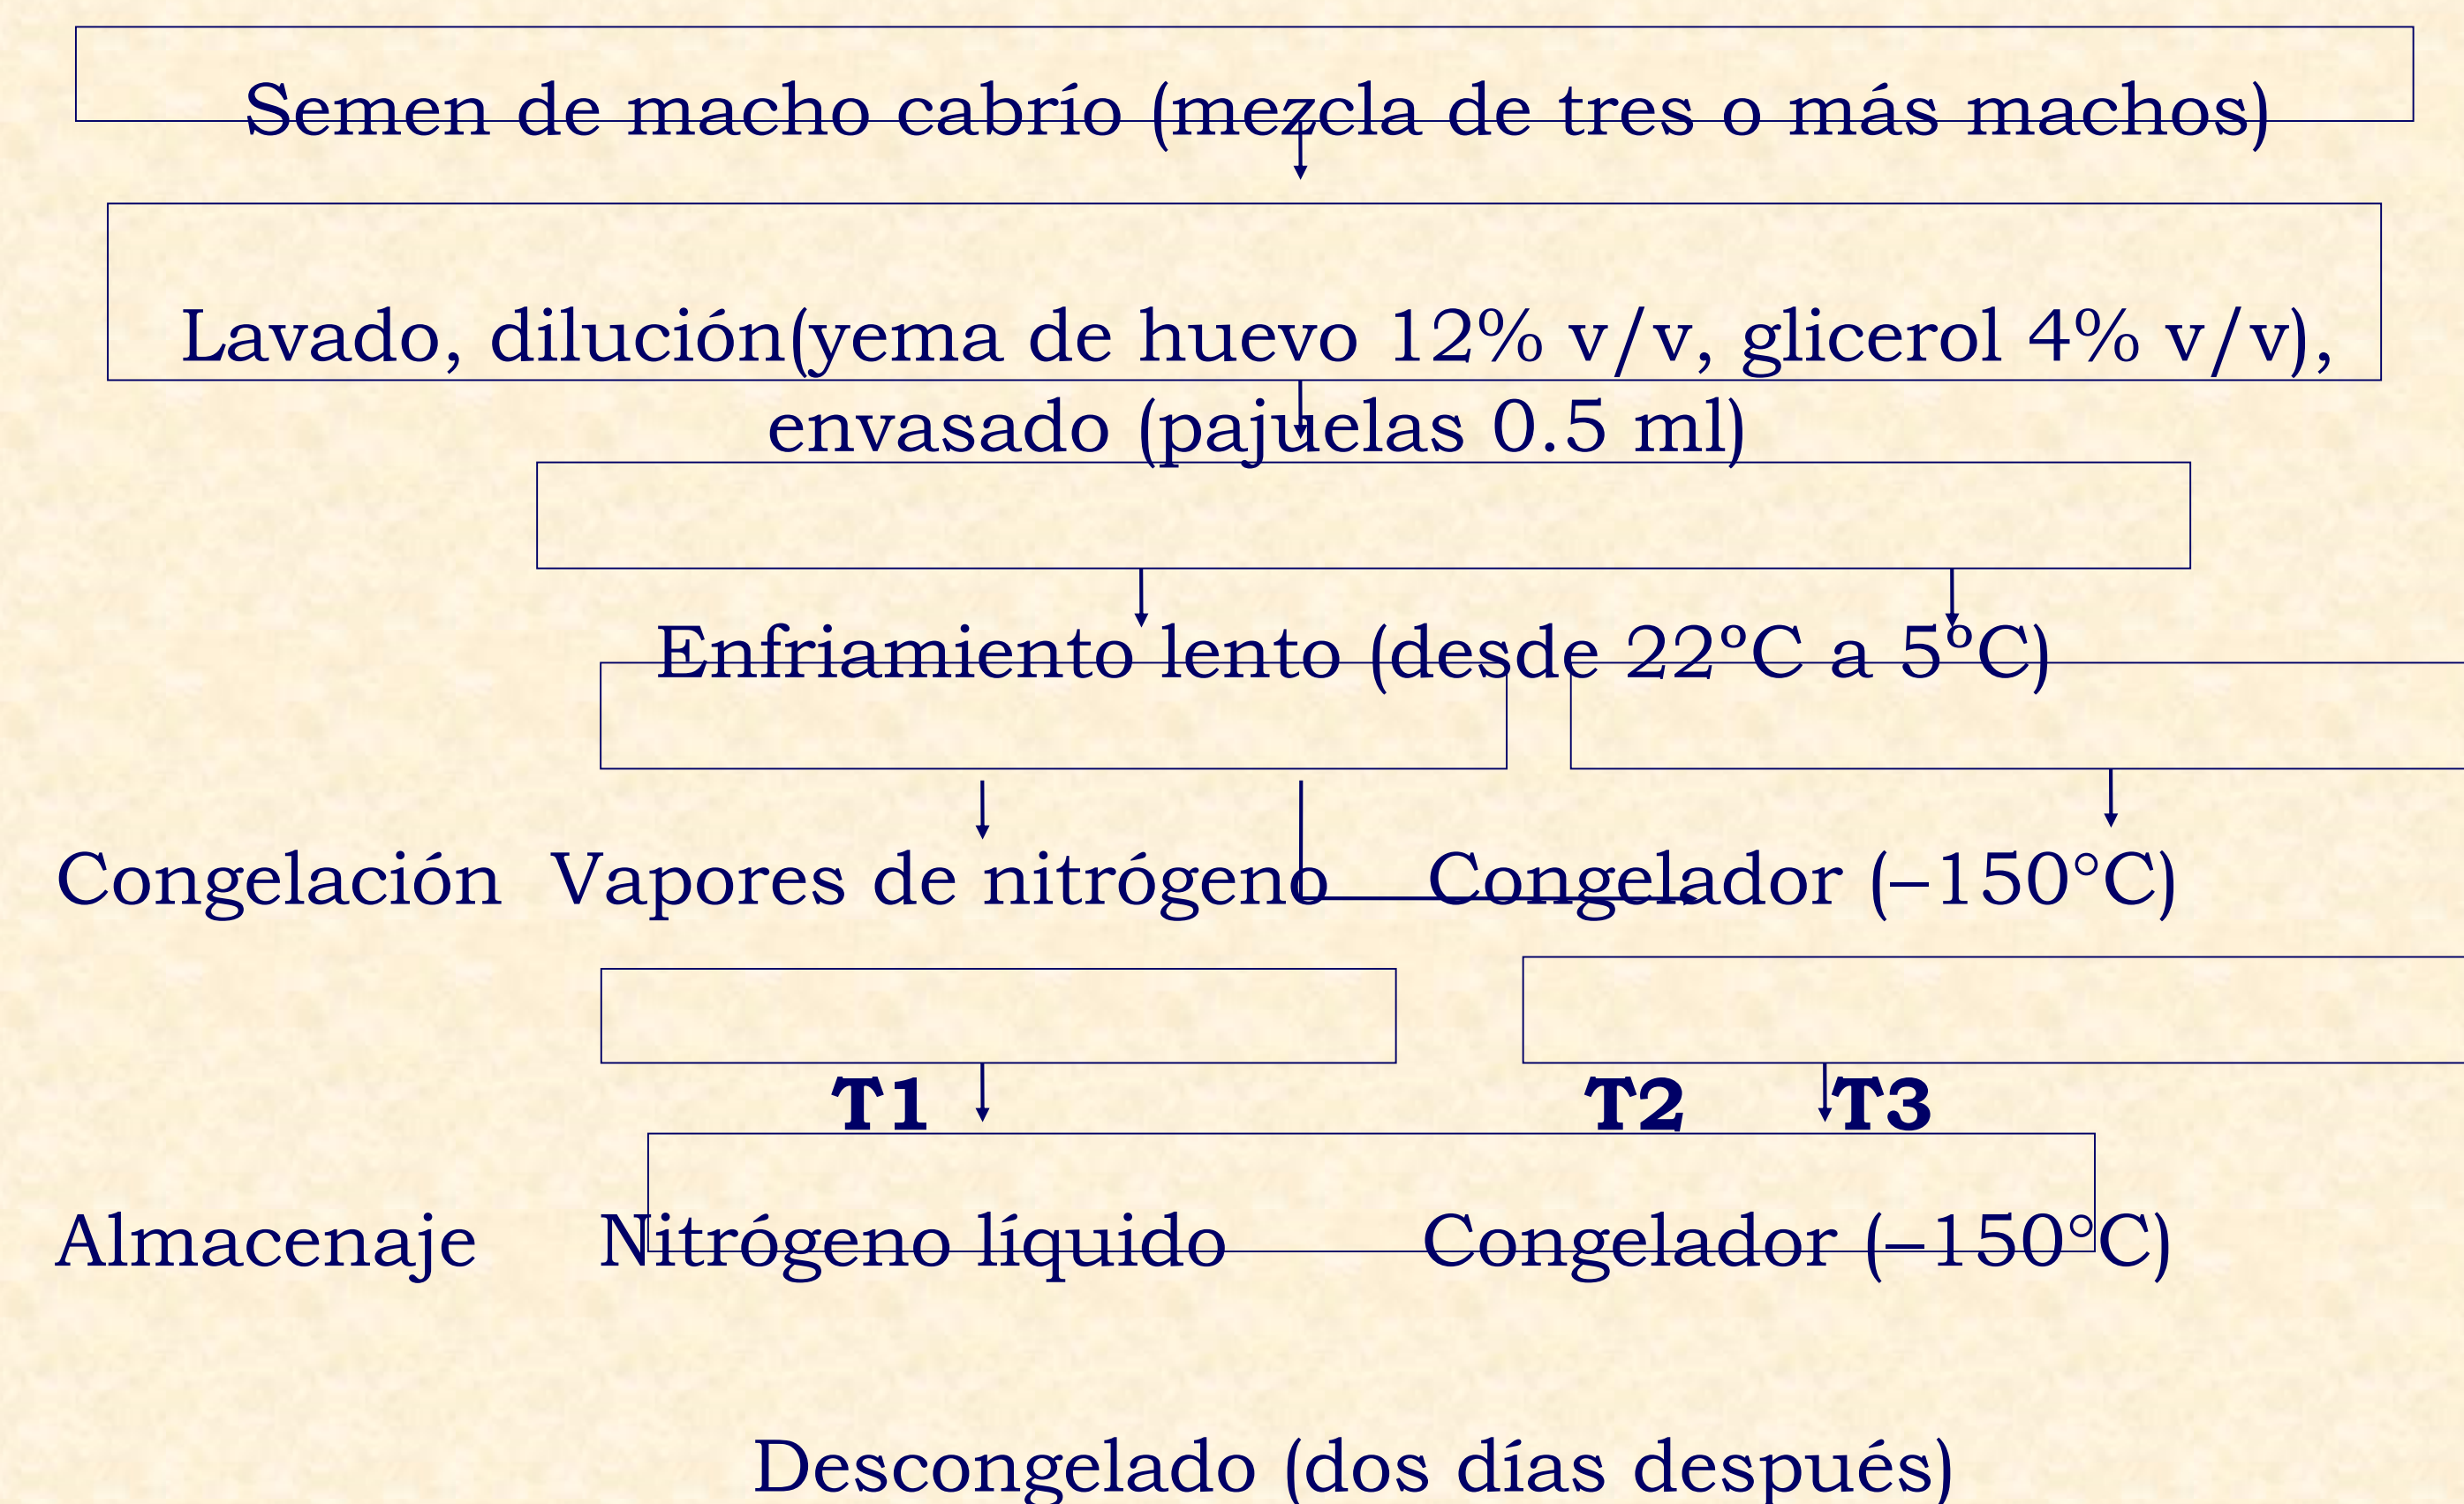 Semen de macho cabrío (mezcla de tres o más machos)
Lavado, dilución(yema de huevo 12% v/v, glicerol 4% v/v),
envasado (pajuelas 0.5 ml)
Enfriamiento lento (desde 22ºC a 5ºC)
Congelación Vapores de nitrógeno Congelador (–150°C)
T1 T2 T3
Almacenaje Nitrógeno líquido Congelador (–150°C)
Descongelado (dos días después)